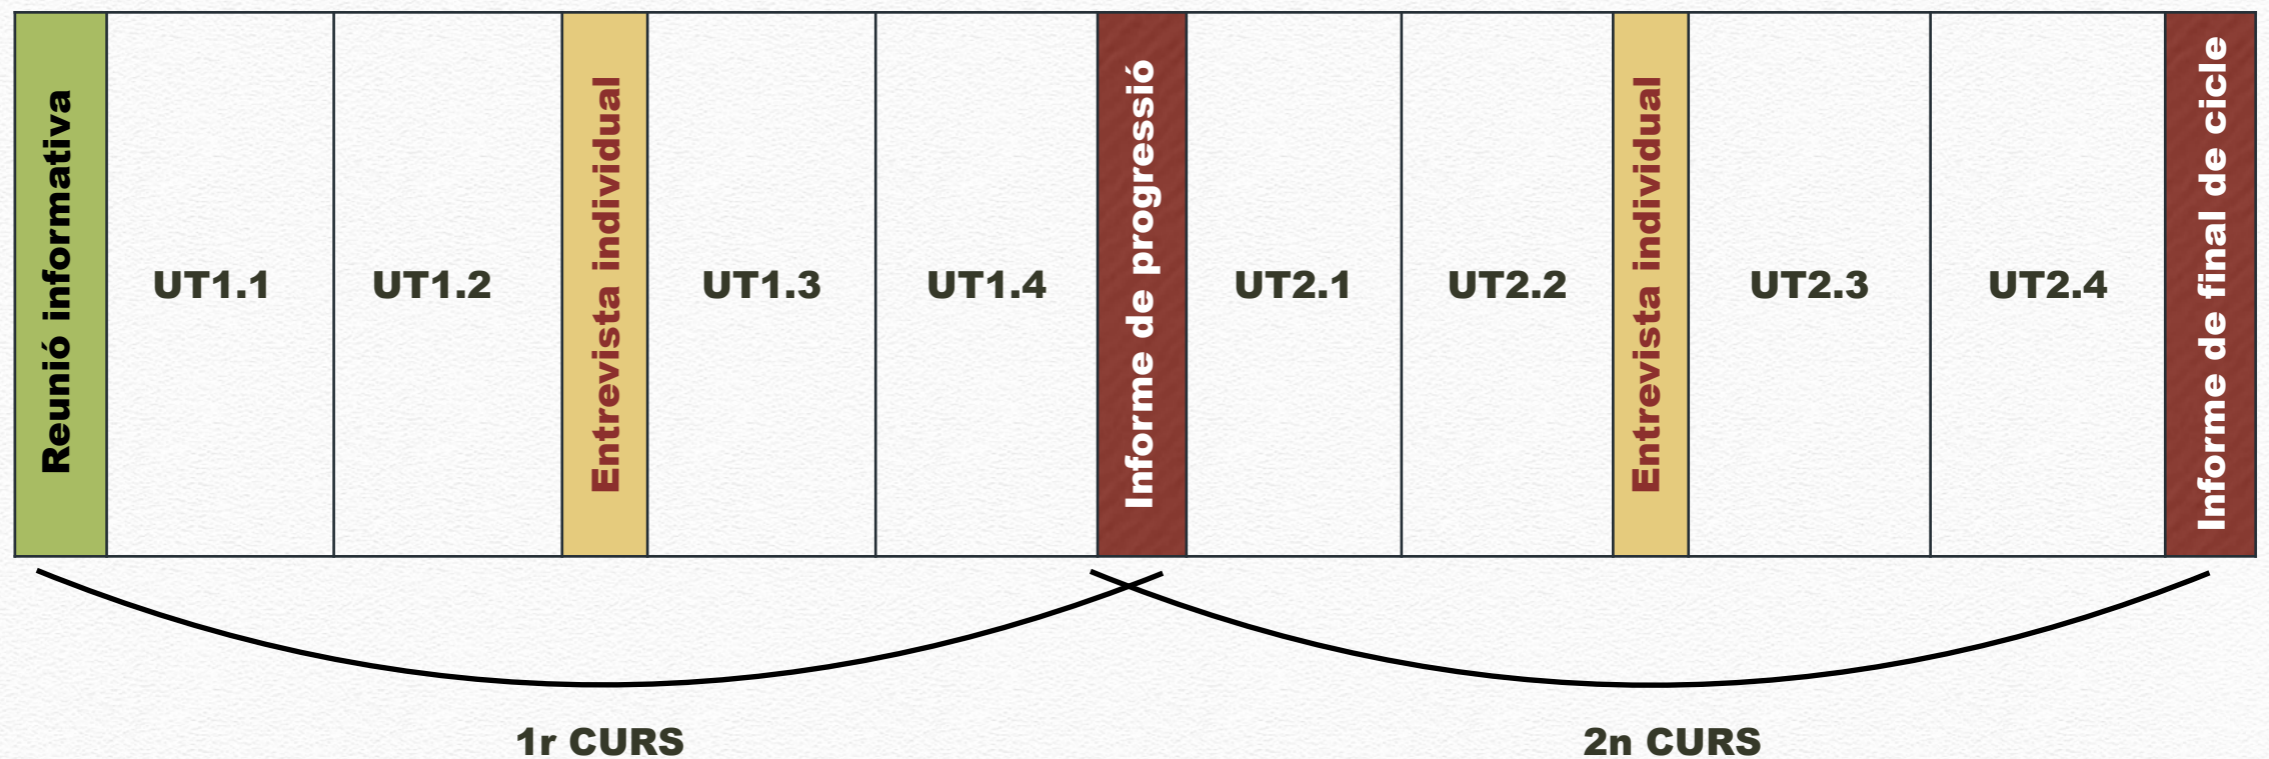 Reunió informativa
UT1.1
UT1.2
Entrevista individual
UT1.3
UT1.4
Informe de progressió
UT2.1
UT2.2
Entrevista individual
UT2.3
UT2.4
Informe de final de cicle
1r CURS
2n CURS